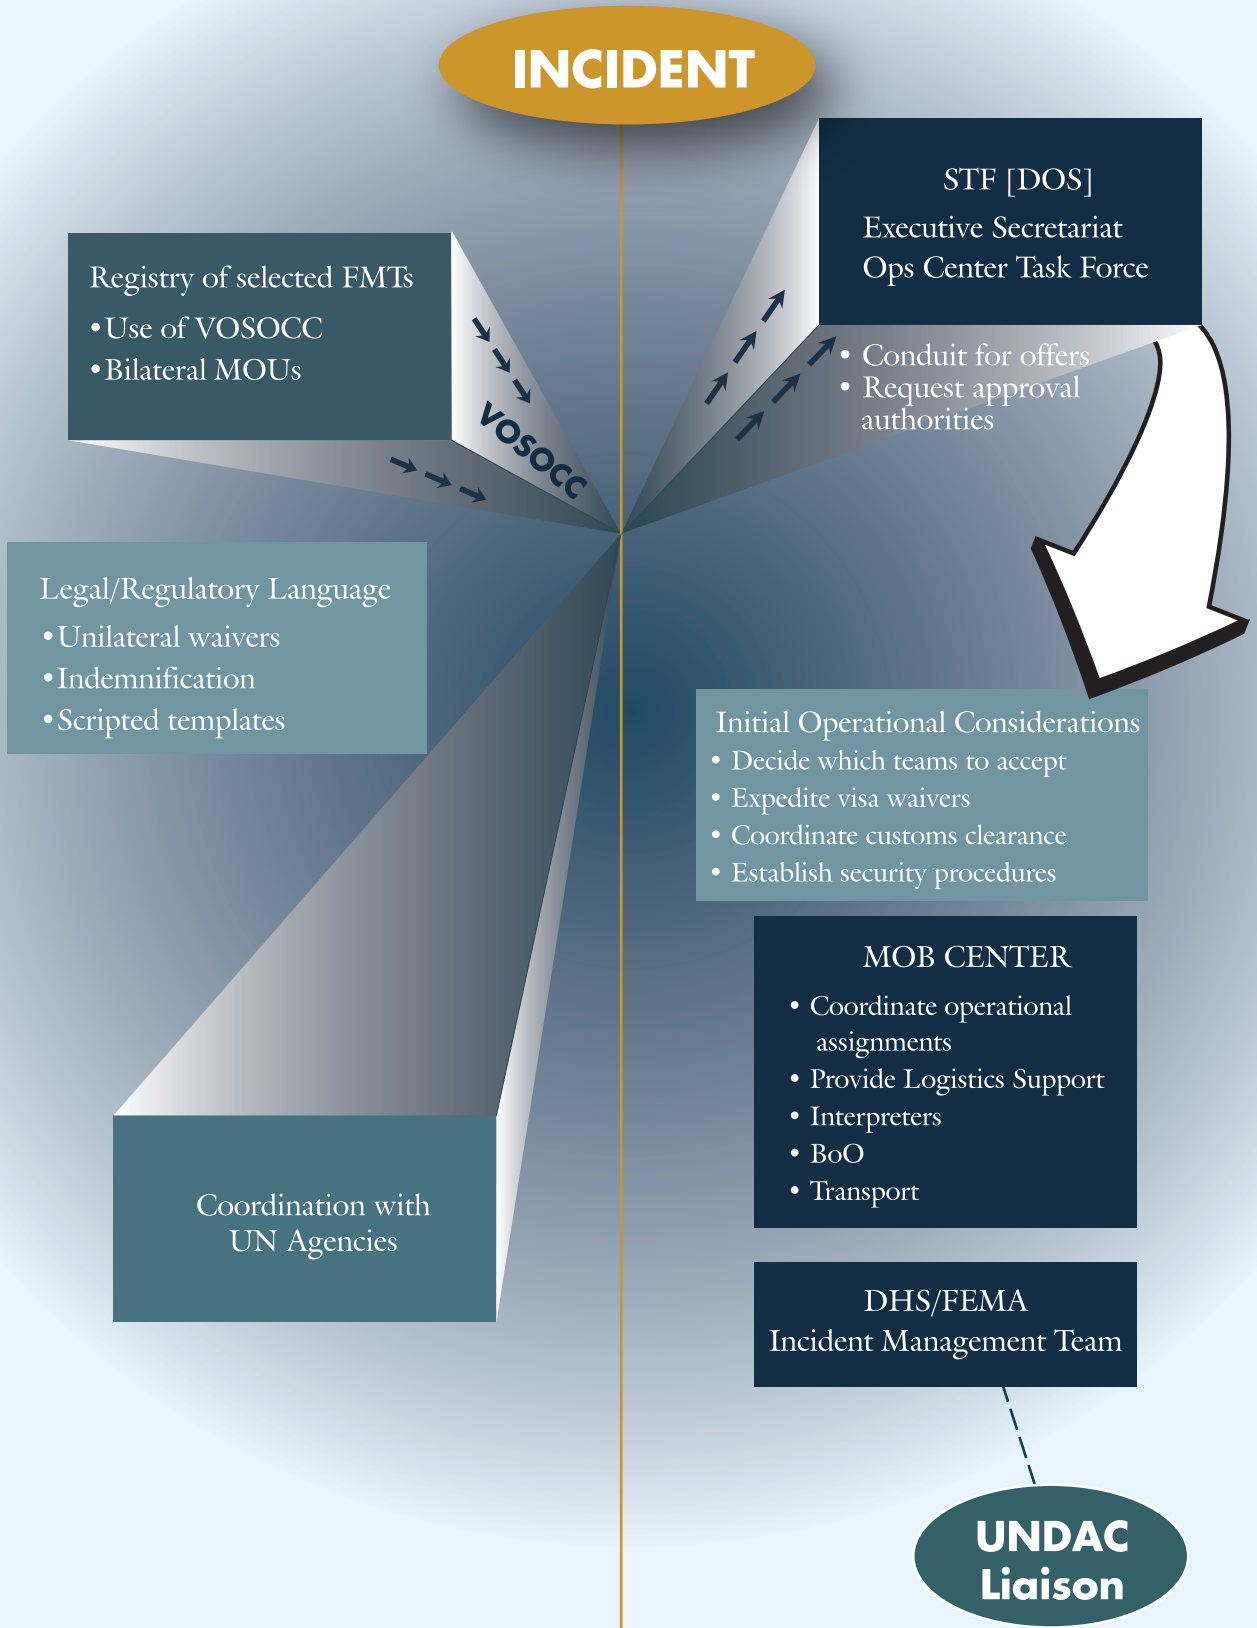 INCIDENT
STF [DOS]
Executive Secretariat
Ops Center Task Force
• Conduit for offers
• Request approval
authorities
Registry of selected FMTs
•Use of VOSOCC
•Bilateral MOUs
VOSOCC
Legal/Regulatory Language
•Unilateral waivers
•Indemnification
•Scripted templates
Initial Operational Considerations
• Decide which teams to accept
• Expedite visa waivers
• Coordinate customs clearance
• Establish security procedures
MOB CENTER
• Coordinate operational
assignments
• Provide Logistics Support
• Interpreters
• BoO
• Transport
Coordination with
UN Agencies
DHS/FEMA
Incident Management Team
UNDAC
Liaison